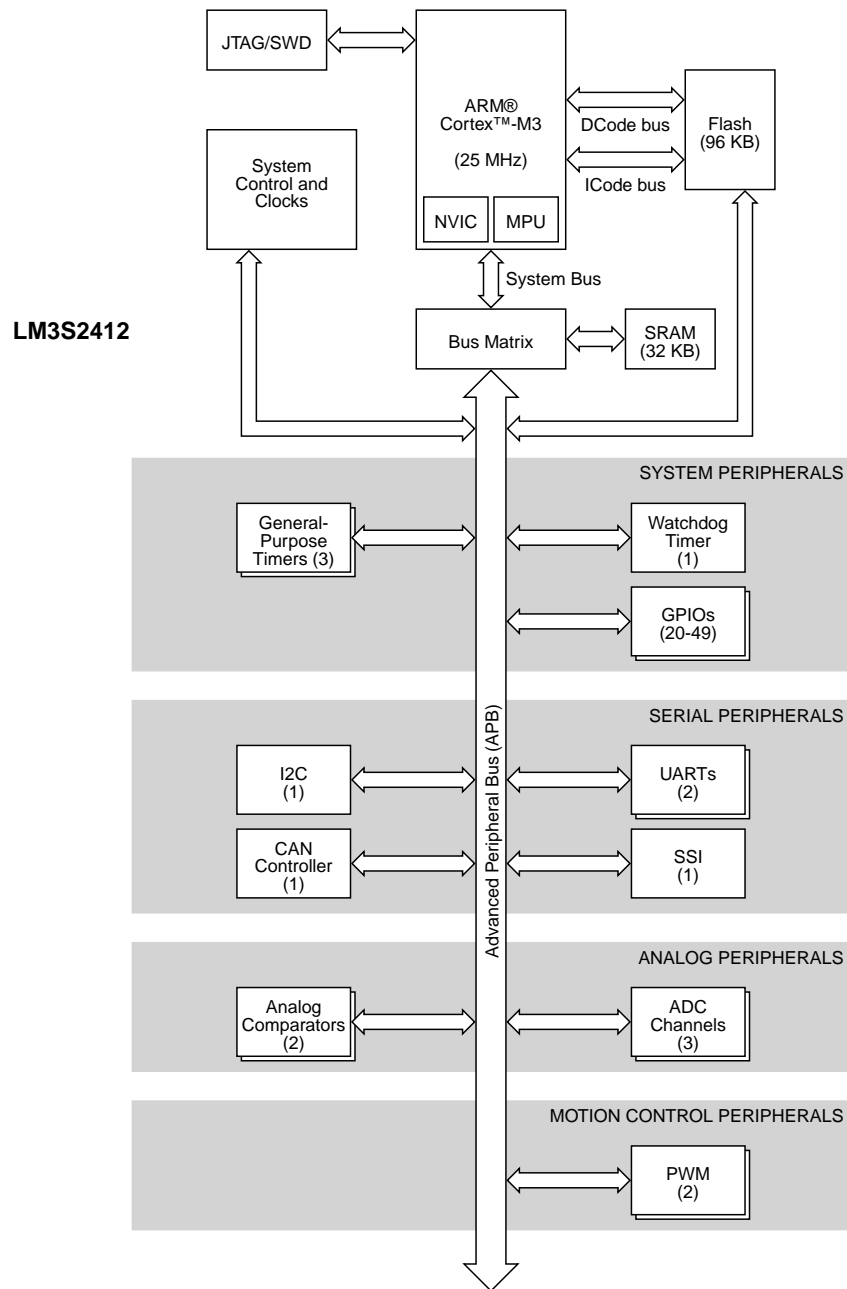 JTAG/SWD
ARM®
Cortex™-M3
(25 MHz)
NVIC
MPU
DCode bus
ICode bus
Flash
(96 KB)
System
Control and
Clocks
System Bus
LM3S2412
Bus Matrix
SRAM
(32 KB)
SYSTEM PERIPHERALS
General-
Purpose
Timers (3)
Watchdog
Timer
(1)
GPIOs
(20-49)
Advanced Peripheral Bus (APB)
SERIAL PERIPHERALS
I2C
(1)
UARTs
(2)
CAN
Controller
(1)
SSI
(1)
ANALOG PERIPHERALS
Analog
Comparators
(2)
ADC
Channels
(3)
MOTION CONTROL PERIPHERALS
PWM
(2)